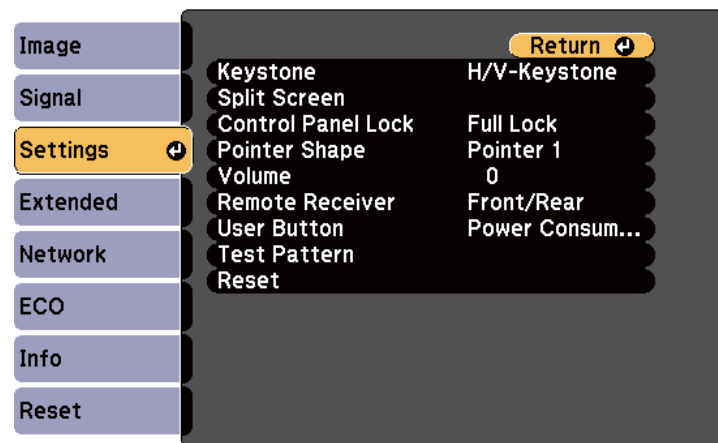 Image
Signal
Settings
Extended
Network
ECO
Info
Reset
Return
Keystone H/V-Keystone
Split Screen
Control Panel Lock Full Lock
Pointer Shape Pointer 1
Volume 0
Remote Receiver Front/Rear
User Button Power Consum...
Test Pattern
Reset